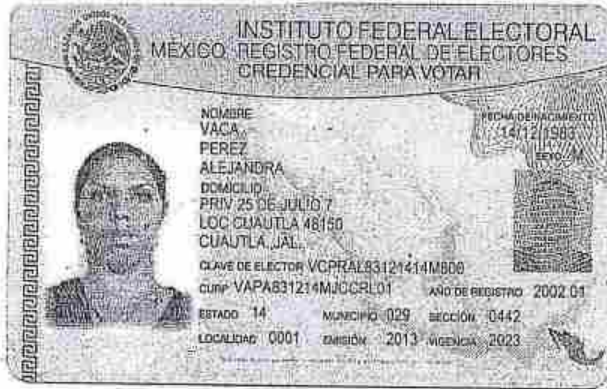 INSTITUTO FEDERAL ELECTORAL
MÉXICO REGISTRO FEDERAL DE ELECTORES
CREDENCIAL PARA VOTAR
NOMBRE
VACA
PEREZ
ALEJANDRA
FECHA DE NACIMIENTO
14/12/1983
SEXO M
DOMICILIO
PRIV 25 DE JULIO 7
LOC CUAUTLA 48150
CUAUTLA, JAL.
CLAVE DE ELECTOR VCPRAL83121414M800
CURP VAPA831214MJCCRL01 AÑO DE REGISTRO 2002 01
ESTADO 14 MUNICIPIO 029 SECCIÓN 0442
LOCALIDAD 0001 EMISIÓN 2013 VIGENCIA 2023